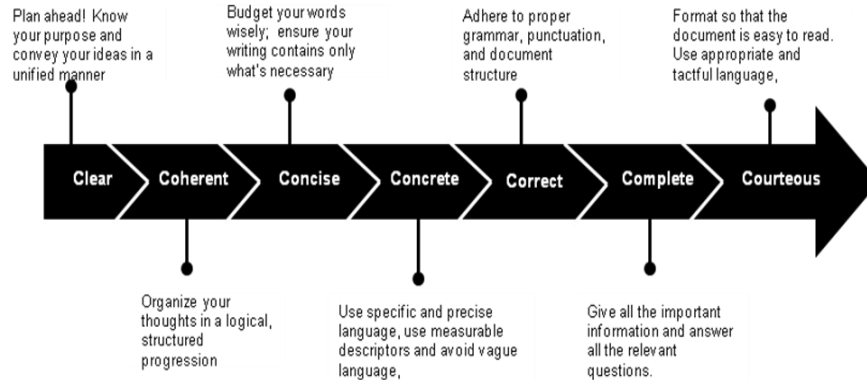 Plan ahead! Know
your purpose and
convey your ideas in a
unified manner
Budget your words
wisely; ensure your
writing contains only
what's necessary
Adhere to proper
grammar, punctuation,
and document
structure
Format so that the
document is easy to read.
Use appropriate and
tactful language,
Clear
Coherent
Concise
Concrete
Correct
Complete
Courteous
Organize your
thoughts in a logical,
structured
progression
Use specific and precise
language, use measurable
descriptors and avoid vague
language,
Give all the important
information and answer
all the relevant
questions.